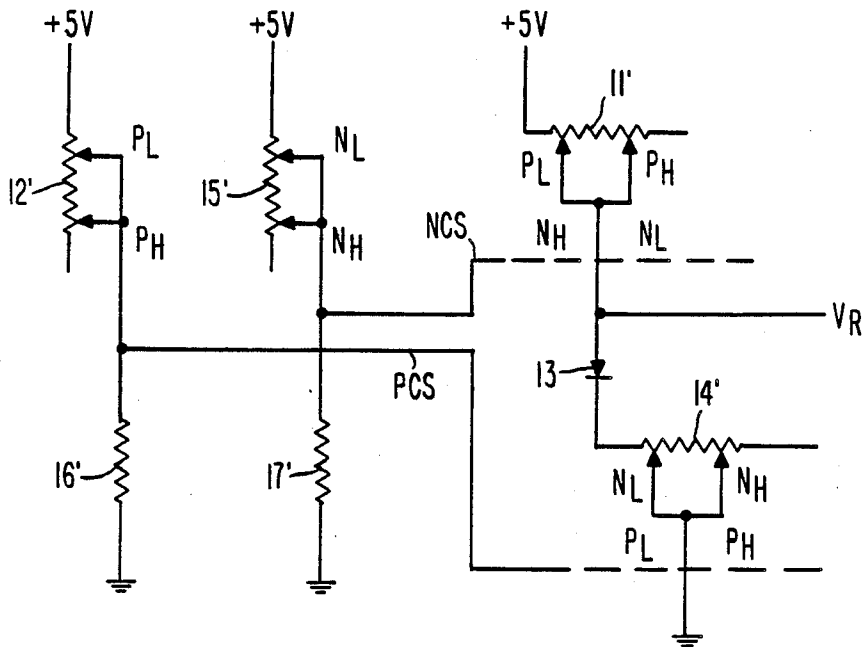 +5V +5V +5V
11'
PL NL PL PH
12' 15'
PH NH NCS NH NL
VR
13
PCS
14'
16' 17' NL NH
PL PH